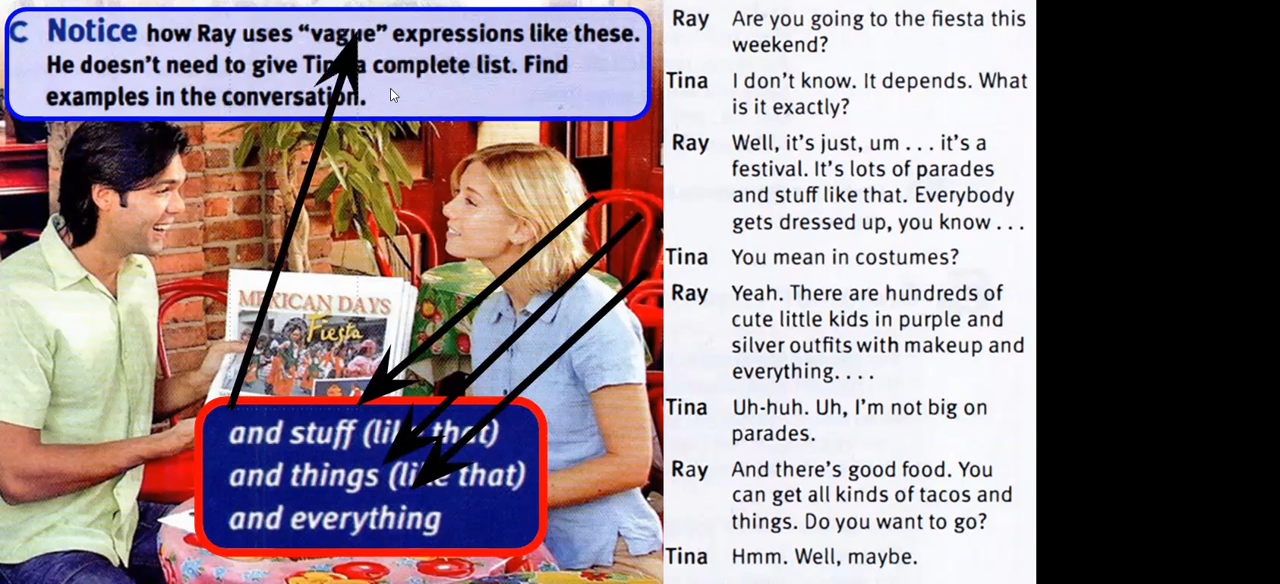 C Notice how Ray uses “vague” expressions like these.
He doesn’t need to give Tina a complete list. Find
examples in the conversation.
MEXICAN DAYS
Fiesta
and stuff (like that)
and things (like that)
and everything
Ray Are you going to the fiesta this
weekend?
Tina I don’t know. It depends. What
is it exactly?
Ray Well, it’s just, um . . . it’s a
festival. It’s lots of parades
and stuff like that. Everybody
gets dressed up, you know . . .
Tina You mean in costumes?
Ray Yeah. There are hundreds of
cute little kids in purple and
silver outfits with makeup and
everything. . . .
Tina Uh-huh. Uh, I’m not big on
parades.
Ray And there’s good food. You
can get all kinds of tacos and
things. Do you want to go?
Tina Hmm. Well, maybe.